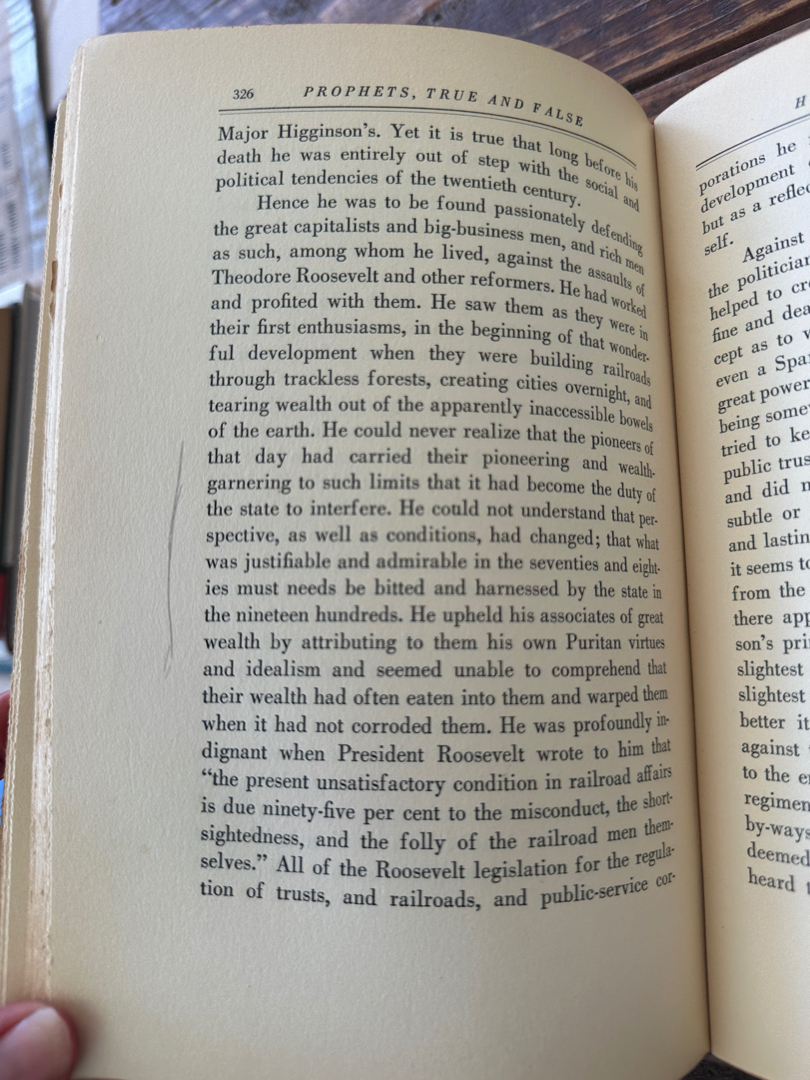 326 PROPHETS, TRUE AND FALSE
Major Higginson's. Yet it is true that long before his
death he was entirely out of step with the social and
political tendencies of the twentieth century.
Hence he was to be found passionately defending
the great capitalists and big-business men, and rich men
as such, among whom he lived, against the assaults of
Theodore Roosevelt and other reformers. He had worked
and profited with them. He saw them as they were in
their first enthusiasms, in the beginning of that wonder-
ful development when they were building railroads
through trackless forests, creating cities overnight, and
tearing wealth out of the apparently inaccessible bowels
of the earth. He could never realize that the pioneers of
that day had carried their pioneering and wealth-
garnering to such limits that it had become the duty of
the state to interfere. He could not understand that per-
spective, as well as conditions, had changed; that what
was justifiable and admirable in the seventies and eight-
ies must needs be bitted and harnessed by the state in
the nineteen hundreds. He upheld his associates of great
wealth by attributing to them his own Puritan virtues
and idealism and seemed unable to comprehend that
their wealth had often eaten into them and warped them
when it had not corroded them. He was profoundly in-
dignant when President Roosevelt wrote to him that
“the present unsatisfactory condition in railroad affairs
is due ninety-five per cent to the misconduct, the short-
sightedness, and the folly of the railroad men them-
selves.” All of the Roosevelt legislation for the regula-
tion of trusts, and railroads, and public-service cor-
H
porations he
development
but as a reflec
self.
Against
the politician
helped to cr
fine and dea
cept as to
even a Spa
great power
being some
tried to ke
public trus
and did
subtle or
and lastin
it seems to
from the
there app
son's pri
slightest
slightest
better it
against
to the e
regimen
by-ways
deemed
heard